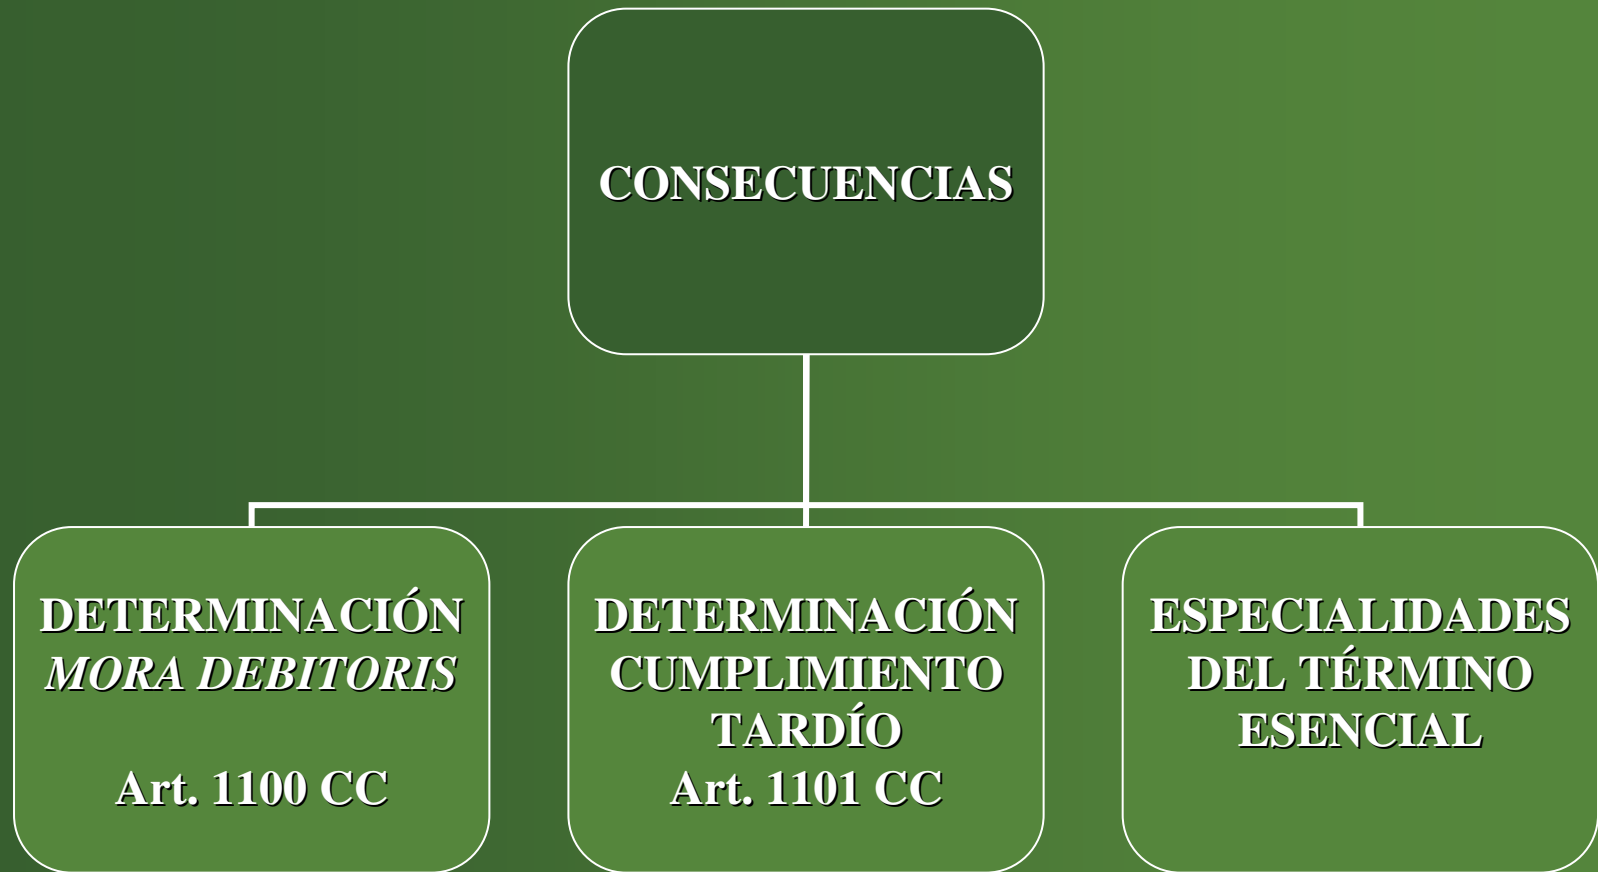 CONSECUENCIAS
DETERMINACIÓN
MORA DEBITORIS
Art. 1100 CC
DETERMINACIÓN
CUMPLIMIENTO
TARDÍO
Art. 1101 CC
ESPECIALIDADES
DEL TÉRMINO
ESENCIAL